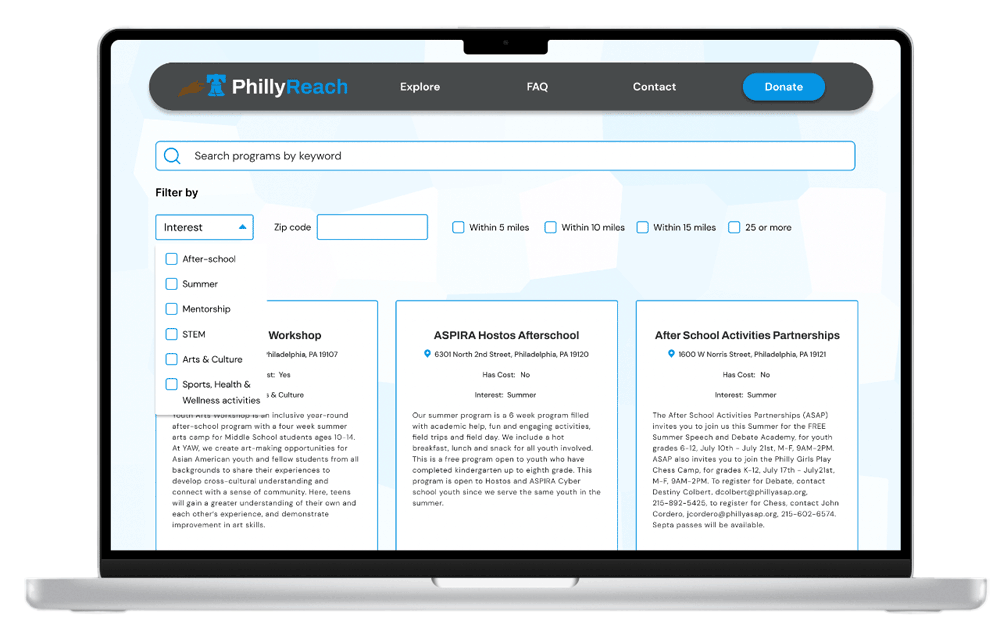 PhillyReach
Explore
FAQ
Contact
Donate
Search programs by keyword
Filter by
Interest
Zip code
Within 5 miles
Within 10 miles
Within 15 miles
25 or more
After-school
Summer
Mentorship
STEM
Arts & Culture
Sports, Health &
Wellness activities
Workshop
hiladelphia, PA 19107
st: Yes
s & Culture
Youth Arts Workshop is an inclusive year-round
after-school program with a four week summer
arts camp for Middle School students ages 10-14.
At YAW, we create art-making opportunities for
Asian American youth and fellow students from all
backgrounds to share their experiences to
develop cross-cultural understanding and
connect with a sense of community. Here, teens
will gain a greater understanding of their own and
each other's experience, and demonstrate
improvement in art skills.
ASPIRA Hostos Afterschool
6301 North 2nd Street, Philadelphia, PA 19120
Has Cost: No
Interest: Summer
Our summer program is a 6 week program filled
with academic help, fun and engaging activities,
field trips and field day. We include a hot
breakfast, lunch and snack for all youth involved.
This is a free program open to youth who have
completed kindergarten up to eighth grade. This
program is open to Hostos and ASPIRA Cyber
school youth since we serve the same youth in the
summer.
After School Activities Partnerships
1600 W Norris Street, Philadelphia, PA 19121
Has Cost: No
Interest: Summer
The After School Activities Partnerships (ASAP)
invites you to join us this Summer for the FREE
Summer Speech and Debate Academy, for youth
grades 6-12, July 10th - July 21st, M-F, 9AM-2PM.
ASAP also invites you to join the Philly Girls Play
Chess Camp, for grades K-12, July 17th - July21st,
M-F, 9AM-2PM. To register for Debate, contact
Destiny Colbert, dcolbert@phillyasap.org,
215-892-5425, to register for Chess, contact John
Cordero, jcordero@phillyasap.org, 215-602-6574.
Septa passes will be available.